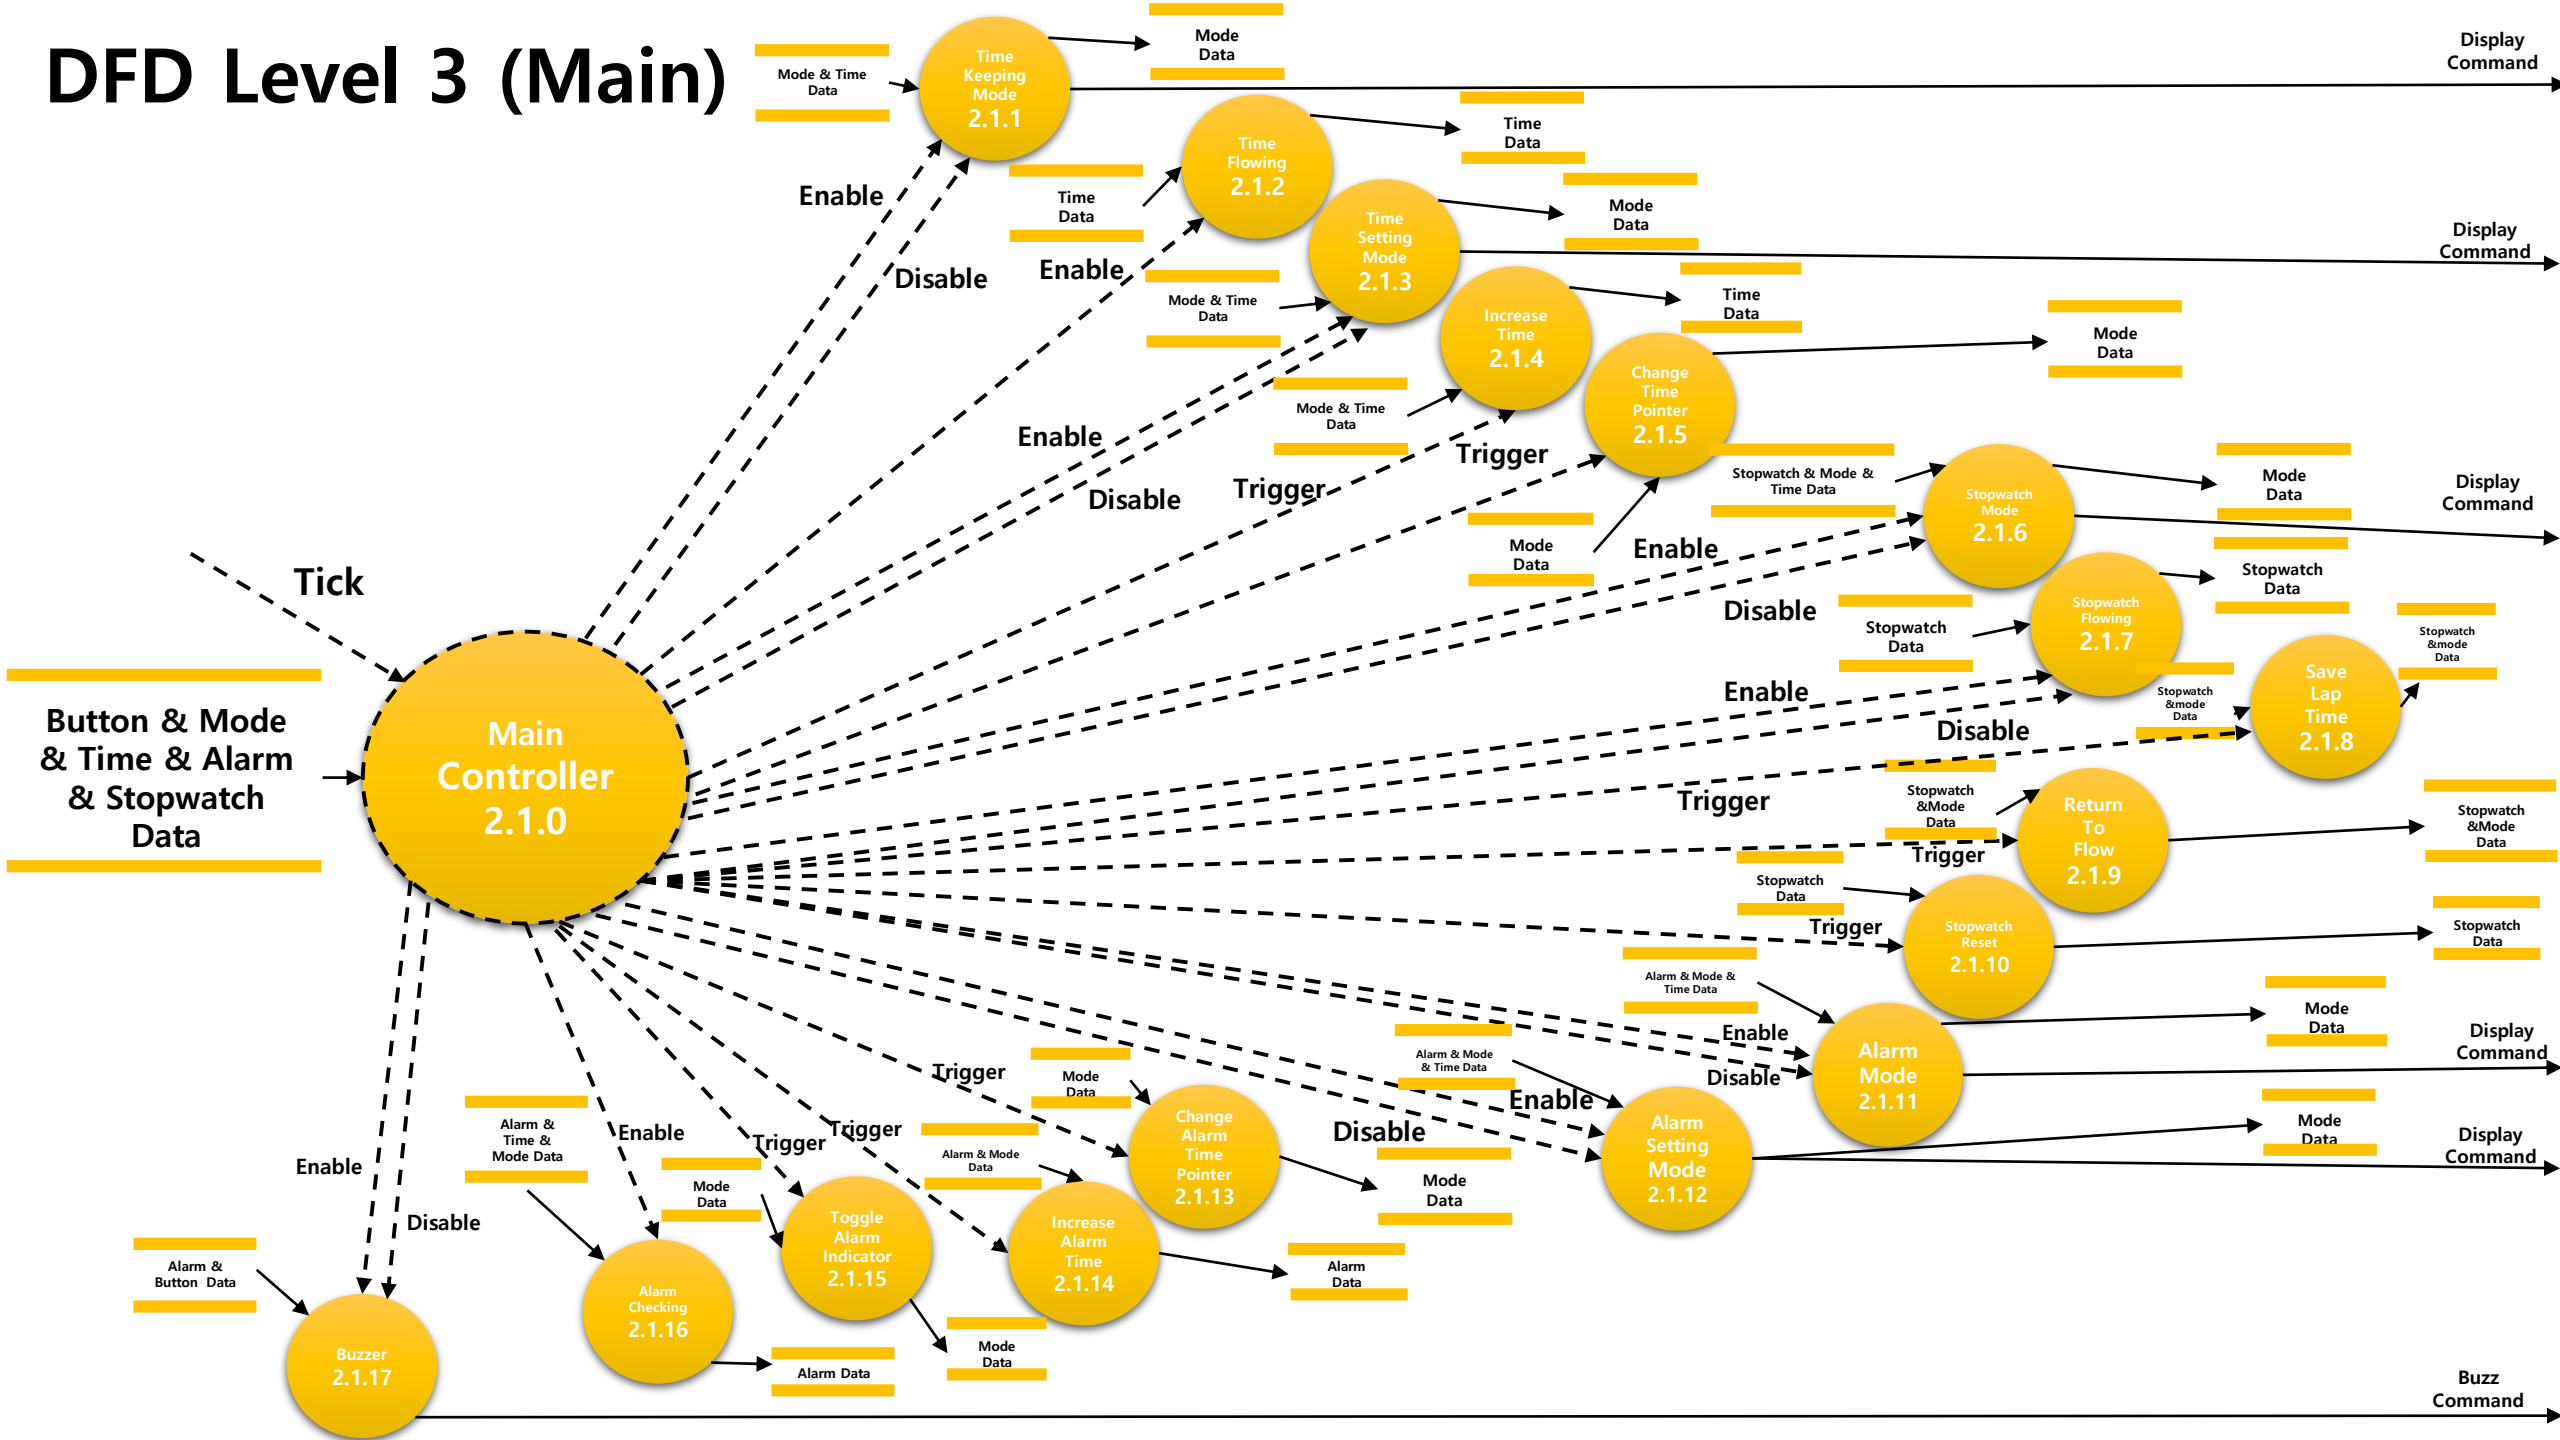 DFD Level 3 (Main)
Mode & Time
Data
Time
Keeping
Mode
2.1.1
Mode
Data
Display
Command
Enable
Disable
Time
Data
Time
Flowing
2.1.2
Time
Data
Enable
Mode & Time
Data
Time
Setting
Mode
2.1.3
Mode
Data
Display
Command
Enable
Disable
Mode & Time
Data
Increase
Time
2.1.4
Time
Data
Trigger
Mode
Data
Change
Time
Pointer
2.1.5
Mode
Data
Trigger
Stopwatch & Mode &
Time Data
Stopwatch
Mode
2.1.6
Mode
Data
Display
Command
Enable
Disable
Stopwatch
Data
Stopwatch
Flowing
2.1.7
Stopwatch
Data
Enable
Disable
Stopwatch
&mode
Data
Save
Lap
Time
2.1.8
Stopwatch
&mode
Data
Trigger
Tick
Button & Mode
& Time & Alarm
& Stopwatch
Data
Main
Controller
2.1.0
Stopwatch
&Mode
Data
Return
To
Flow
2.1.9
Stopwatch
&Mode
Data
Trigger
Stopwatch
Data
Stopwatch
Reset
2.1.10
Stopwatch
Data
Trigger
Alarm & Mode &
Time Data
Alarm
Mode
2.1.11
Mode
Data
Display
Command
Enable
Disable
Alarm & Mode
& Time Data
Alarm
Setting
Mode
2.1.12
Mode
Data
Display
Command
Enable
Disable
Mode
Data
Change
Alarm
Time
Pointer
2.1.13
Mode
Data
Trigger
Alarm & Mode
Data
Increase
Alarm
Time
2.1.14
Alarm
Data
Trigger
Mode
Data
Toggle
Alarm
Indicator
2.1.15
Mode
Data
Trigger
Alarm &
Time &
Mode Data
Alarm
Checking
2.1.16
Alarm Data
Enable
Enable
Disable
Alarm &
Button Data
Buzzer
2.1.17
Buzz
Command